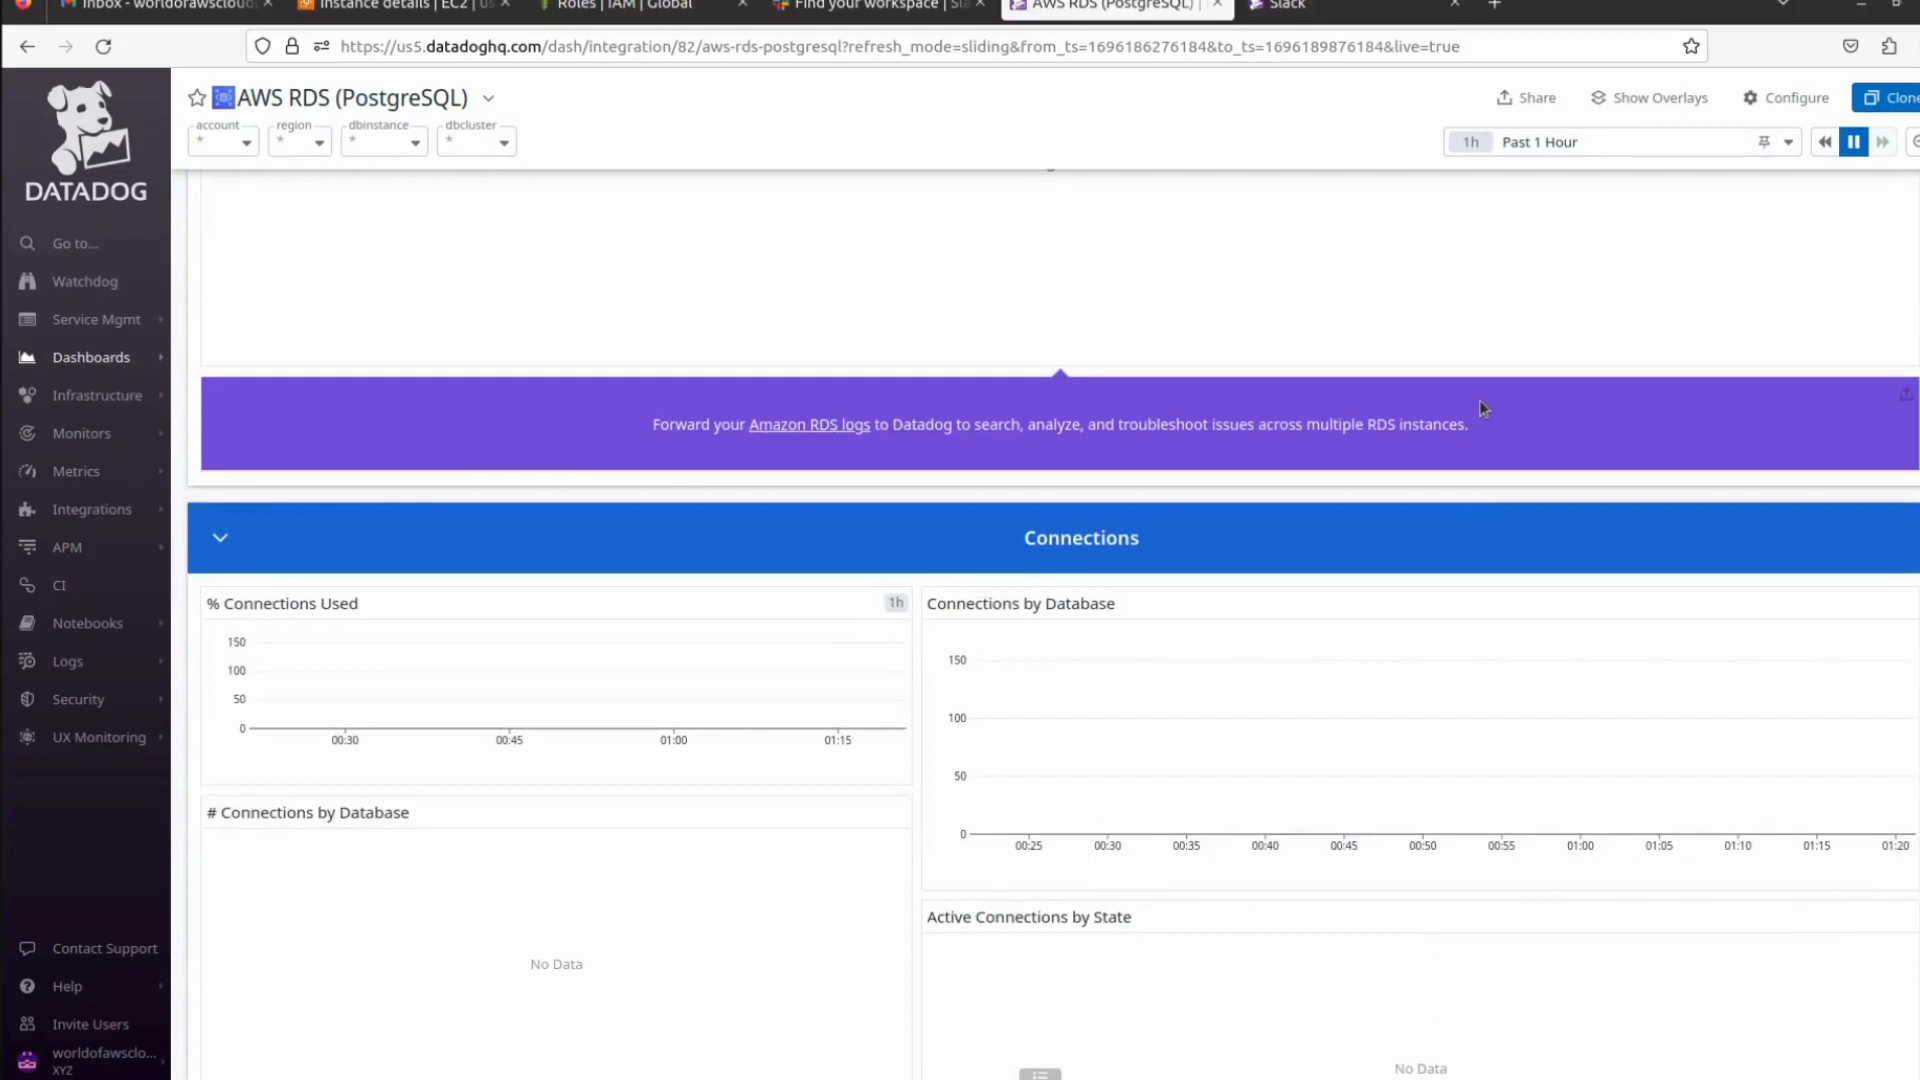 Inbox - worldofawscloud
Instance details | EC2 | us
Roles | IAM | Global
Find your workspace | Sla
AWS RDS (PostgreSQL) |
Slack
https://us5.datadoghq.com/dash/integration/82/aws-rds-postgresql?refresh_mode=sliding&from_ts=1696186276184&to_ts=1696189876184&live=true
DATADOG
Go to...
Watchdog
Service Mgmt
Dashboards
Infrastructure
Monitors
Metrics
Integrations
APM
CI
Notebooks
Logs
Security
UX Monitoring
Contact Support
Help
Invite Users
worldofawsclo...
XYZ
AWS RDS (PostgreSQL)
Share
Show Overlays
Configure
Clone
account
*
region
*
dbinstance
*
dbcluster
*
1h Past 1 Hour
Forward your Amazon RDS logs to Datadog to search, analyze, and troubleshoot issues across multiple RDS instances.
Connections
% Connections Used
1h
150
100
50
0
00:30 00:45 01:00 01:15
Connections by Database
150
100
50
0
00:25 00:30 00:35 00:40 00:45 00:50 00:55 01:00 01:05 01:10 01:15 01:20
# Connections by Database
No Data
Active Connections by State
No Data